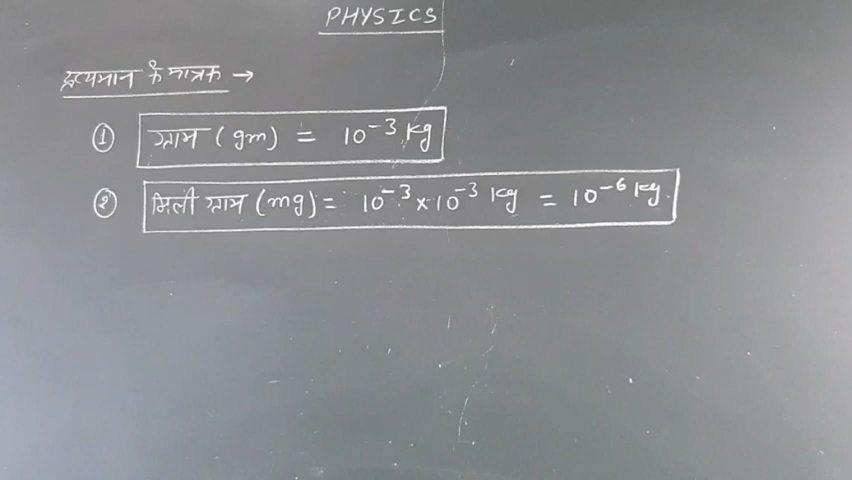 PHYSICS
द्रव्यमान के मात्रक →
① ग्राम (gm) = 10⁻³ kg
② मिली ग्राम (mg) = 10⁻³ × 10⁻³ kg = 10⁻⁶ kg